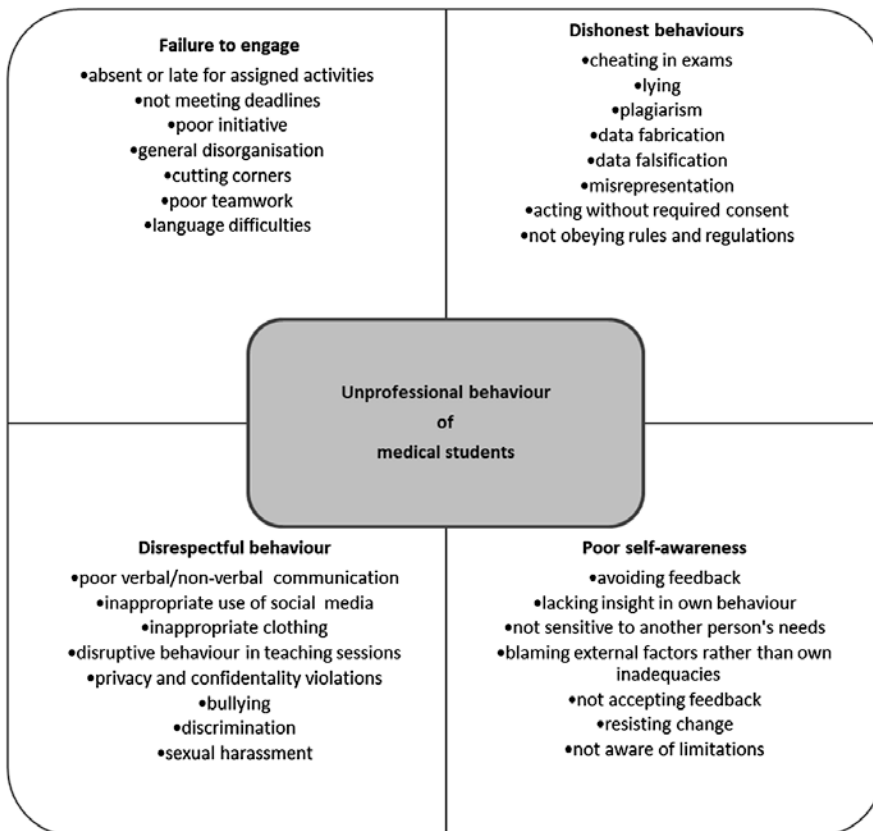 Failure to engage
•absent or late for assigned activities
•not meeting deadlines
•poor initiative
•general disorganisation
•cutting corners
•poor teamwork
•language difficulties
Dishonest behaviours
•cheating in exams
•lying
•plagiarism
•data fabrication
•data falsification
•misrepresentation
•acting without required consent
•not obeying rules and regulations
Unprofessional behaviour
of
medical students
Disrespectful behaviour
•poor verbal/non-verbal communication
•inappropriate use of social media
•inappropriate clothing
•disruptive behaviour in teaching sessions
•privacy and confidentality violations
•bullying
•discrimination
•sexual harassment
Poor self-awareness
•avoiding feedback
•lacking insight in own behaviour
•not sensitive to another person's needs
•blaming external factors rather than own
inadequacies
•not accepting feedback
•resisting change
•not aware of limitations